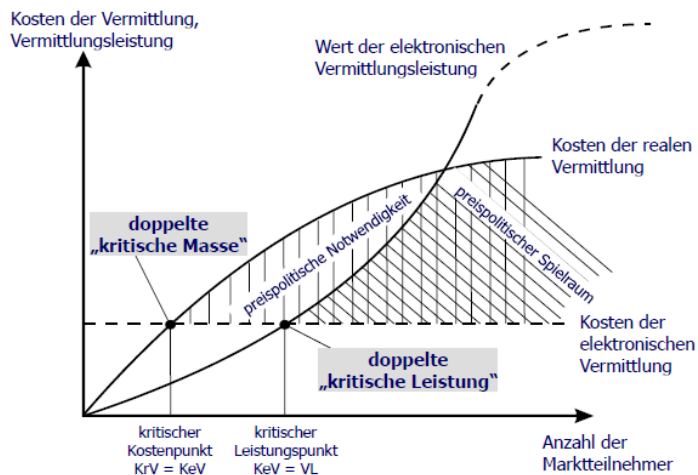 Kosten der Vermittlung,
Vermittlungsleistung
Wert der elektronischen
Vermittlungsleistung
Kosten der realen
Vermittlung
doppelte
„kritische Masse“
preispolitische Notwendigkeit
preispolitischer Spielraum
Kosten der
elektronischen
Vermittlung
doppelte
„kritische Leistung“
kritischer
Kostenpunkt
KrV = KeV
kritischer
Leistungspunkt
KeV = VL
Anzahl der
Marktteilnehmer